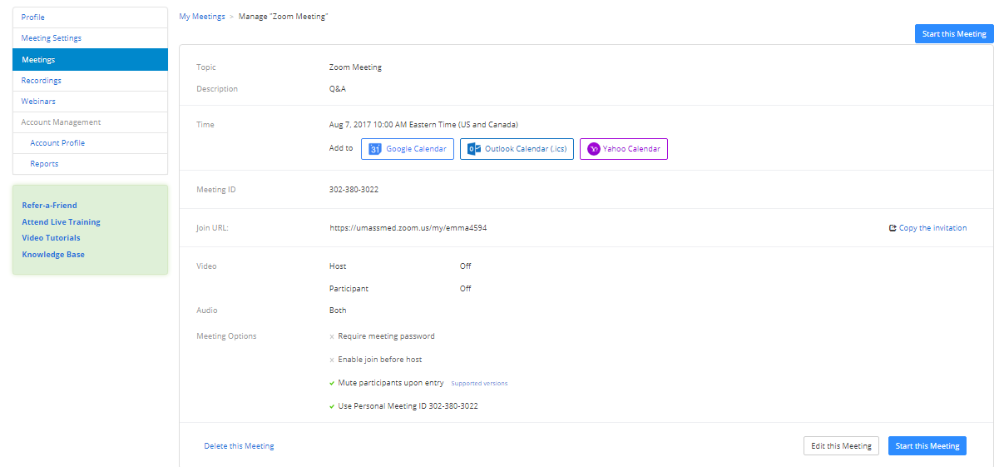 Profile
Meeting Settings
Meetings
Recordings
Webinars
Account Management
Account Profile
Reports
Refer-a-Friend
Attend Live Training
Video Tutorials
Knowledge Base
My Meetings > Manage "Zoom Meeting"
Start this Meeting
Topic Zoom Meeting
Description Q&A
Time Aug 7, 2017 10:00 AM Eastern Time (US and Canada)
Add to 31 Google Calendar Outlook Calendar (.ics) Yahoo Calendar
Meeting ID 302-380-3022
Join URL: https://umassmed.zoom.us/my/emma4594 Copy the invitation
Video Host Off
Participant Off
Audio Both
Meeting Options x Require meeting password
x Enable join before host
✓ Mute participants upon entry Supported versions
✓ Use Personal Meeting ID 302-380-3022
Delete this Meeting Edit this Meeting Start this Meeting